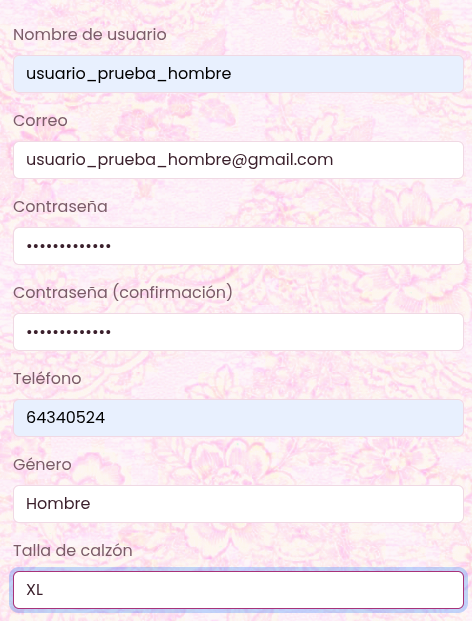 Nombre de usuario
usuario_prueba_hombre
Correo
usuario_prueba_hombre@gmail.com
Contraseña
•••••••••••••
Contraseña (confirmación)
•••••••••••••
Teléfono
64340524
Género
Hombre
Talla de calzón
XL